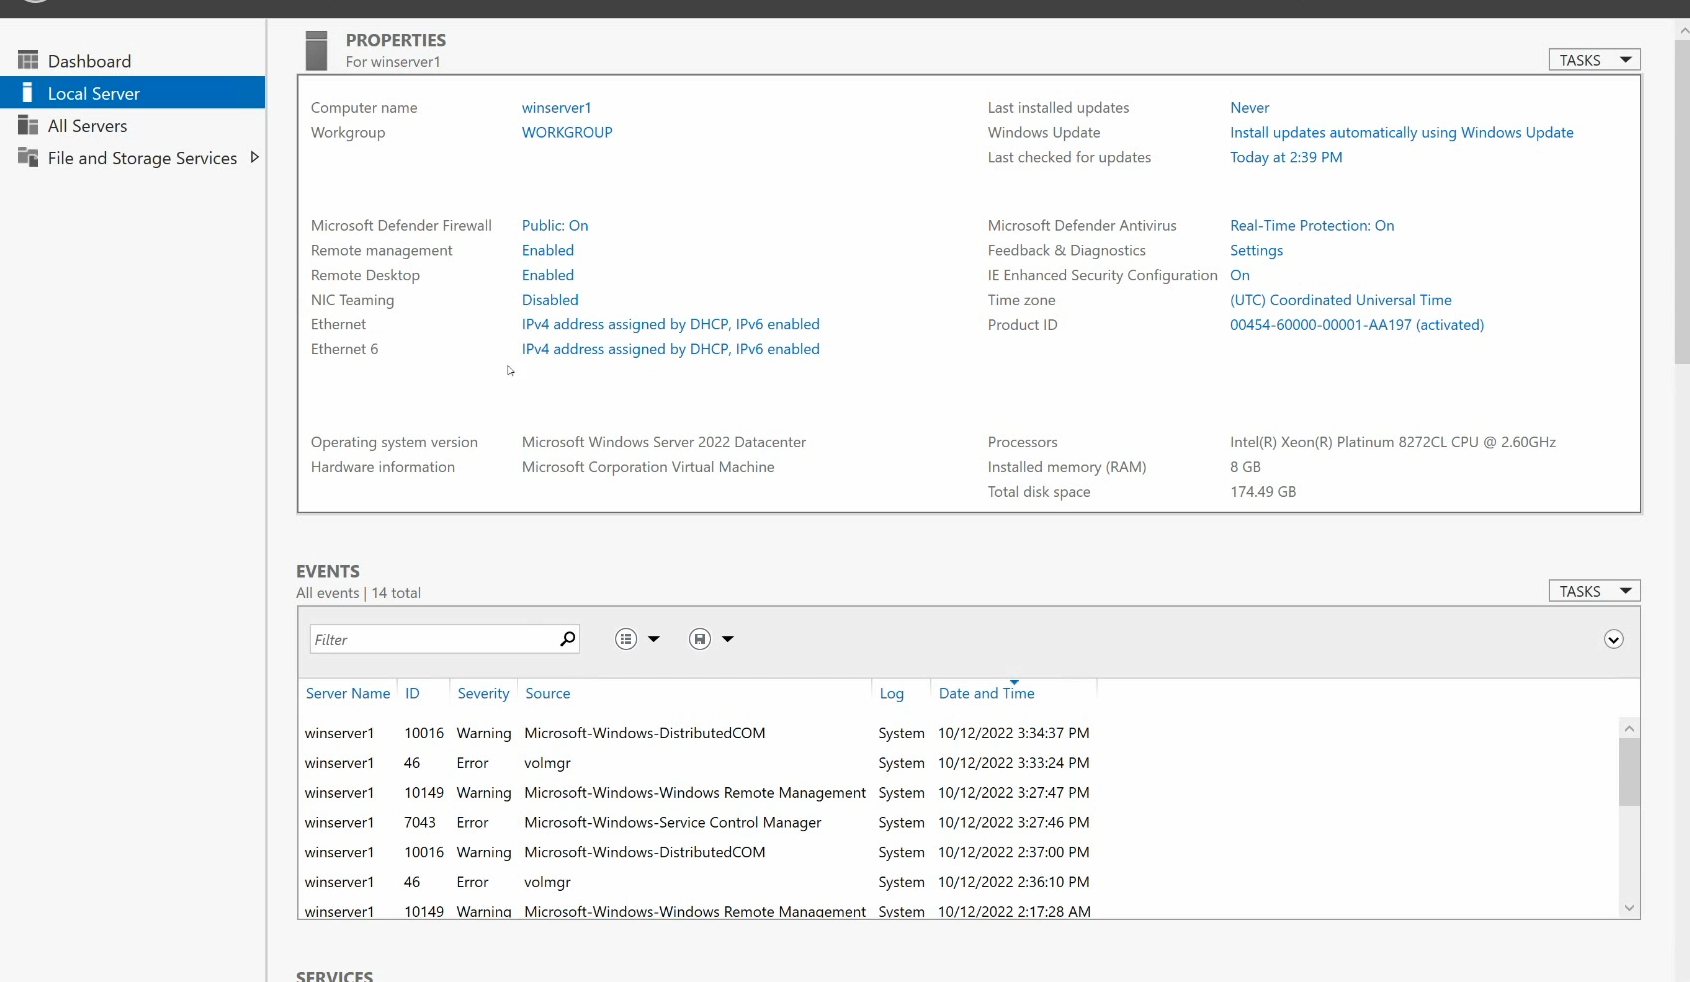 Dashboard
Local Server
All Servers
File and Storage Services
PROPERTIES
For winserver1
TASKS
Computer name winserver1
Workgroup WORKGROUP
Last installed updates Never
Windows Update Install updates automatically using Windows Update
Last checked for updates Today at 2:39 PM
Microsoft Defender Firewall Public: On
Remote management Enabled
Remote Desktop Enabled
NIC Teaming Disabled
Ethernet IPv4 address assigned by DHCP, IPv6 enabled
Ethernet 6 IPv4 address assigned by DHCP, IPv6 enabled
Microsoft Defender Antivirus Real-Time Protection: On
Feedback & Diagnostics Settings
IE Enhanced Security Configuration On
Time zone (UTC) Coordinated Universal Time
Product ID 00454-60000-00001-AA197 (activated)
Operating system version Microsoft Windows Server 2022 Datacenter
Hardware information Microsoft Corporation Virtual Machine
Processors Intel(R) Xeon(R) Platinum 8272CL CPU @ 2.60GHz
Installed memory (RAM) 8 GB
Total disk space 174.49 GB
EVENTS
All events | 14 total
TASKS
Filter
Server Name ID Severity Source Log Date and Time
winserver1 10016 Warning Microsoft-Windows-DistributedCOM System 10/12/2022 3:34:37 PM
winserver1 46 Error volmgr System 10/12/2022 3:33:24 PM
winserver1 10149 Warning Microsoft-Windows-Windows Remote Management System 10/12/2022 3:27:47 PM
winserver1 7043 Error Microsoft-Windows-Service Control Manager System 10/12/2022 3:27:46 PM
winserver1 10016 Warning Microsoft-Windows-DistributedCOM System 10/12/2022 2:37:00 PM
winserver1 46 Error volmgr System 10/12/2022 2:36:10 PM
winserver1 10149 Warning Microsoft-Windows-Windows Remote Management System 10/12/2022 2:17:28 AM
SERVICES